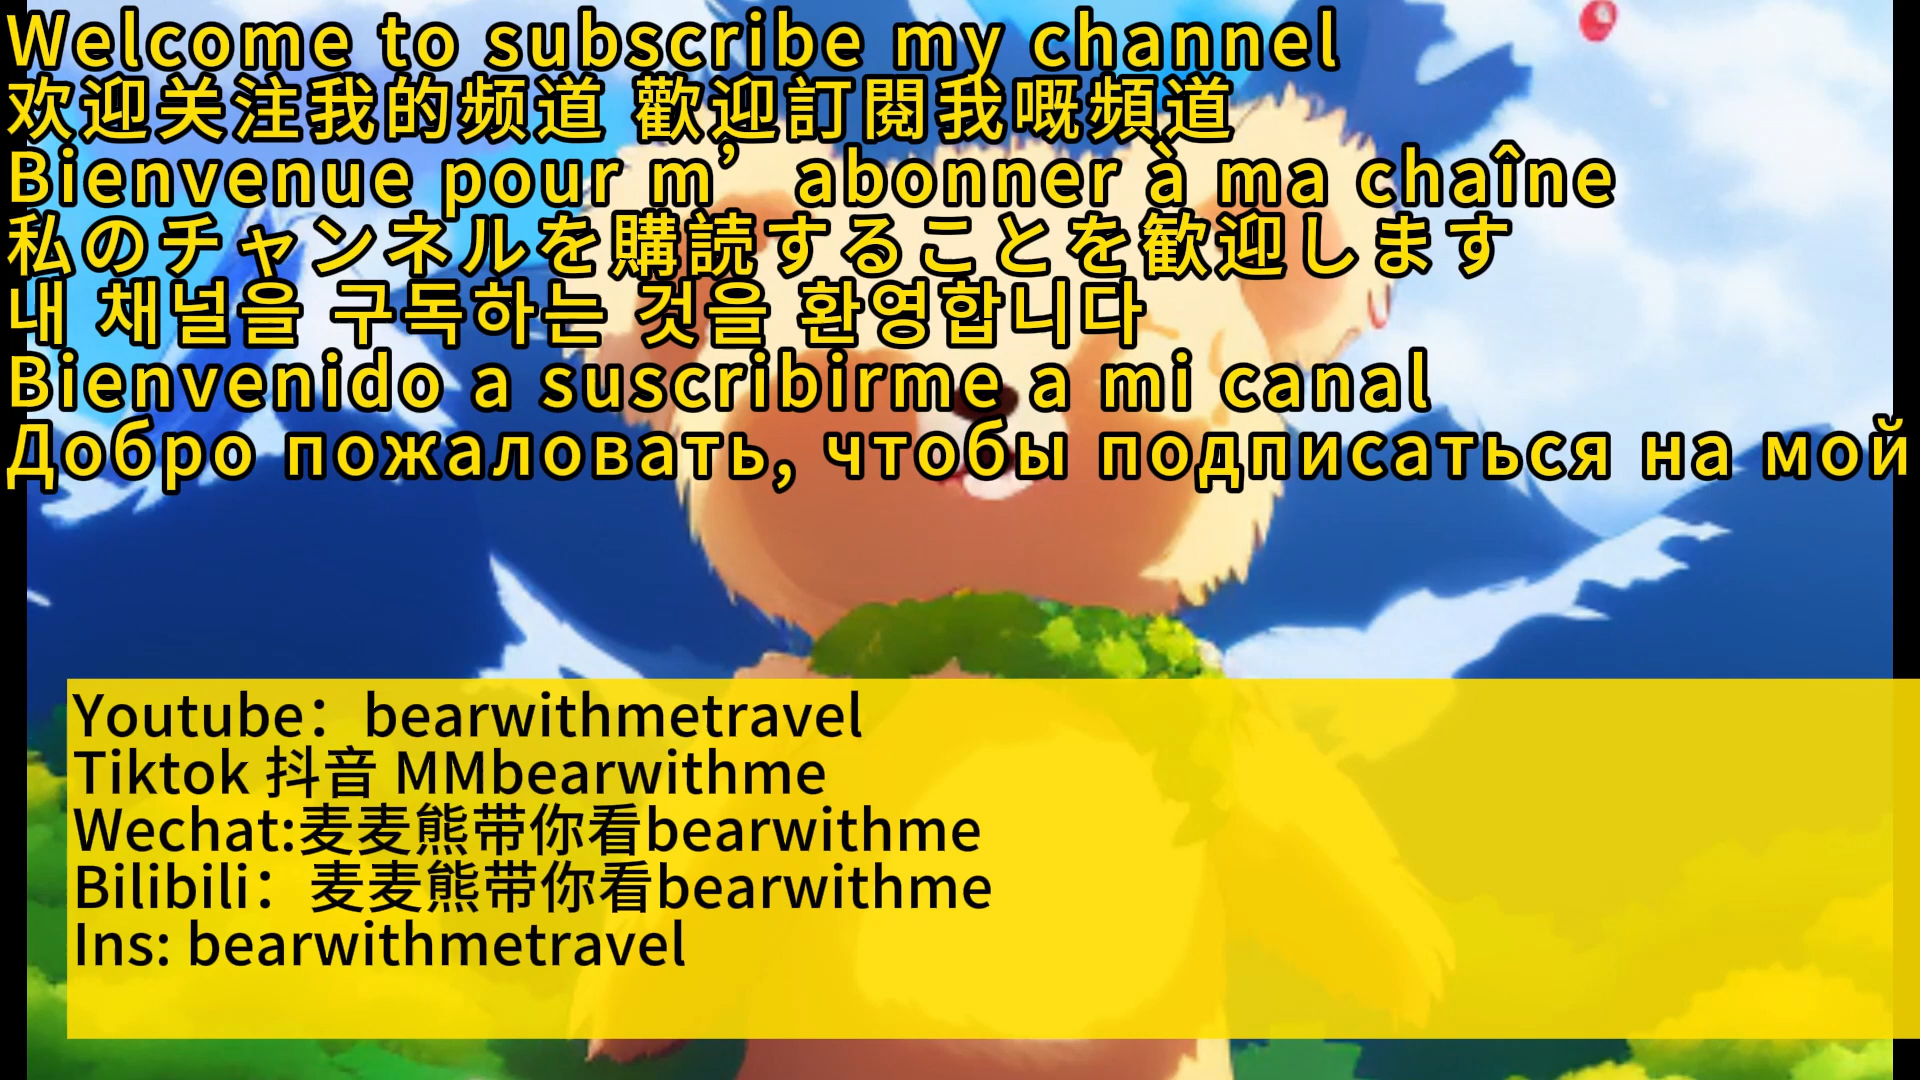 Welcome to subscribe my channel
欢迎关注我的频道 歡迎訂閱我嘅頻道
Bienvenue pour m’abonner à ma chaîne
私のチャンネルを購読することを歓迎します
내 채널을 구독하는 것을 환영합니다
Bienvenido a suscribirme a mi canal
Добро пожаловать, чтобы подписаться на мой
Youtube：bearwithmetravel
Tiktok 抖音 MMbearwithme
Wechat:麦麦熊带你看bearwithme
Bilibili：麦麦熊带你看bearwithme
Ins: bearwithmetravel